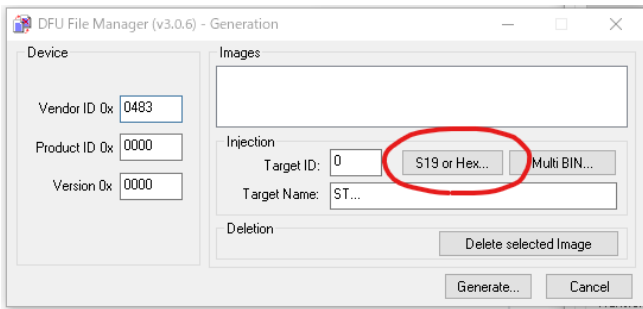 DFU File Manager (v3.0.6) - Generation
Device
Vendor ID 0x 0483
Product ID 0x 0000
Version 0x 0000
Images
Injection
Target ID: 0 S19 or Hex... Multi BIN...
Target Name: ST...
Deletion
Delete selected Image
Generate... Cancel